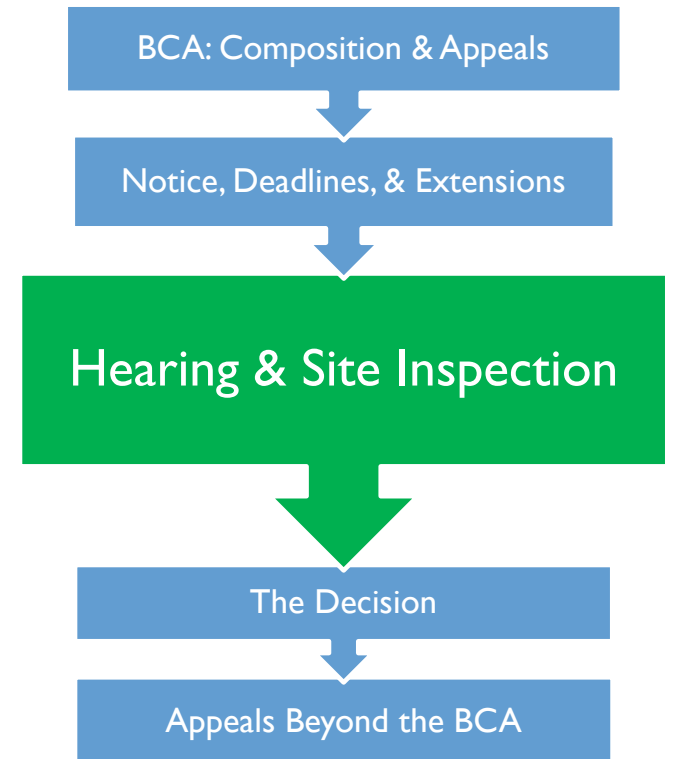 BCA: Composition & Appeals
Notice, Deadlines, & Extensions
Hearing & Site Inspection
The Decision
Appeals Beyond the BCA